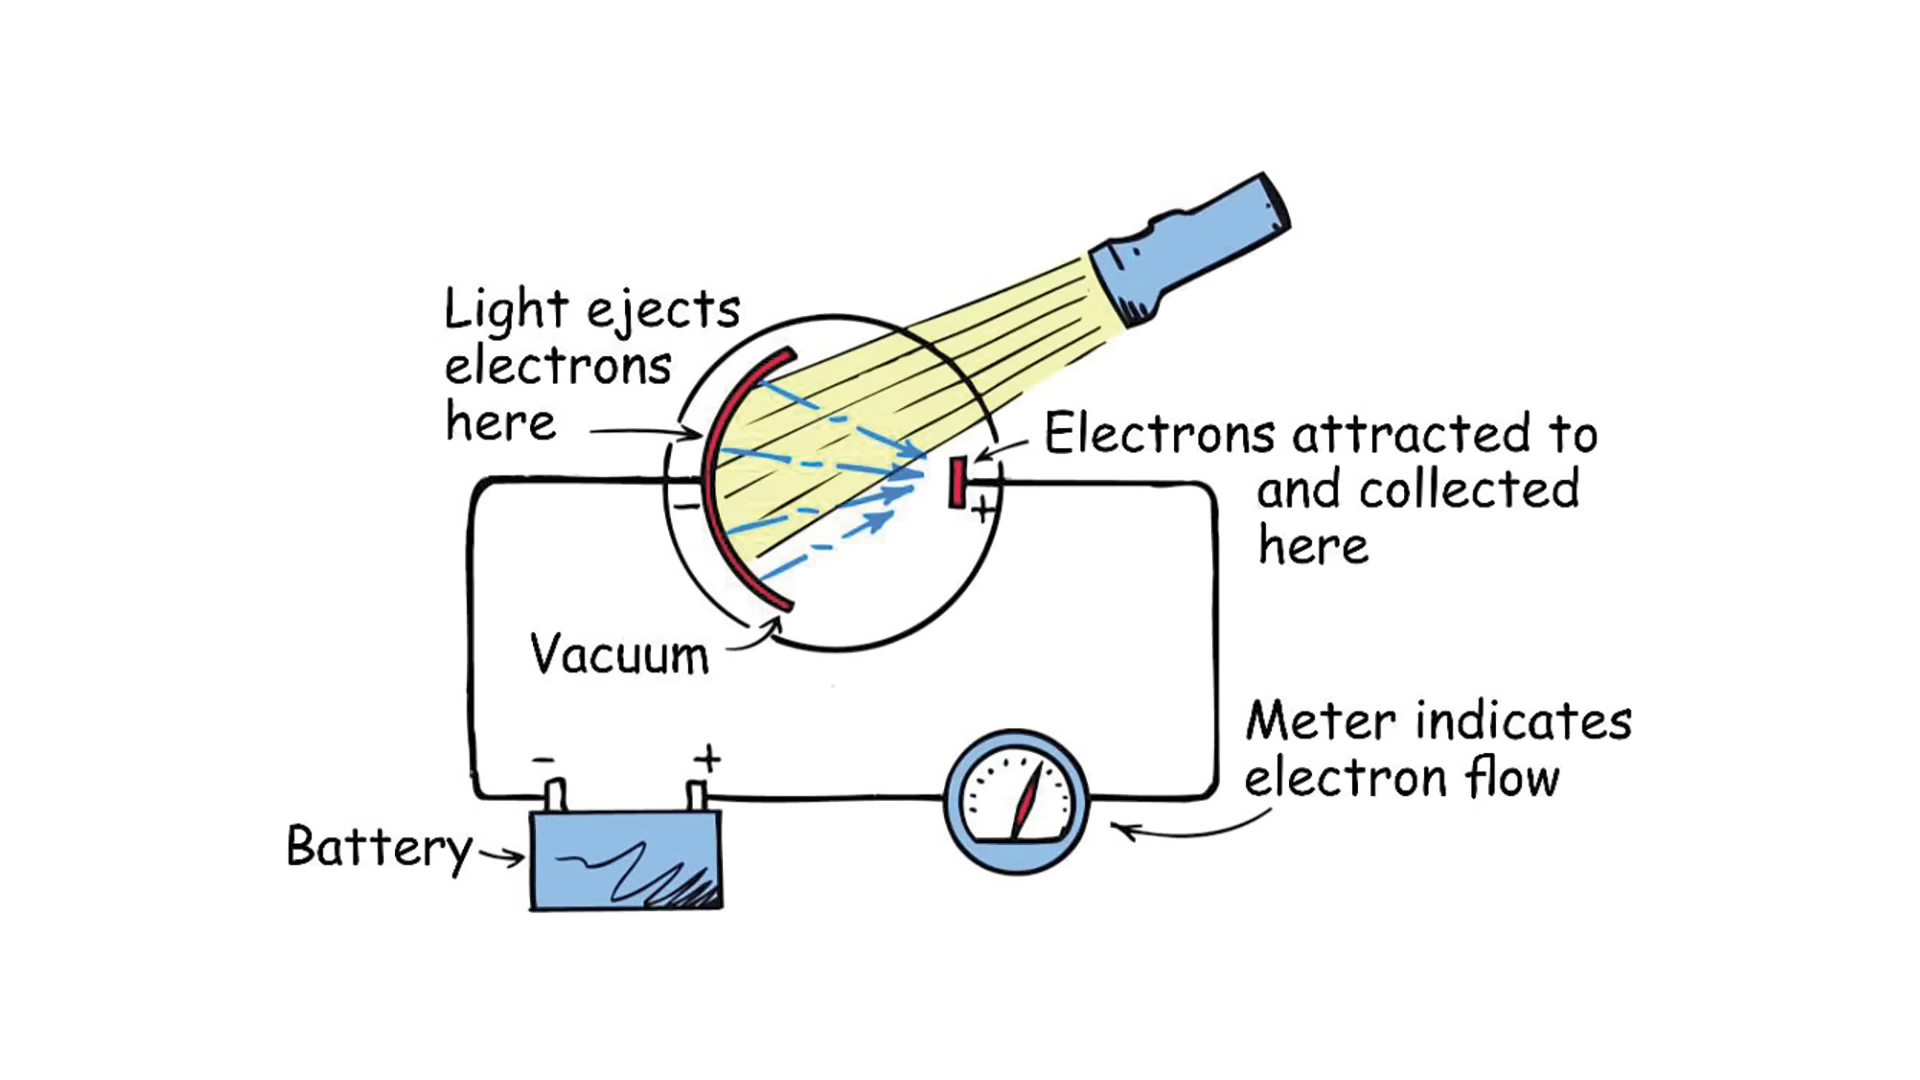 Light ejects
electrons
here
Electrons attracted to
and collected
here
−
+
Vacuum
Meter indicates
electron flow
-
+
Battery